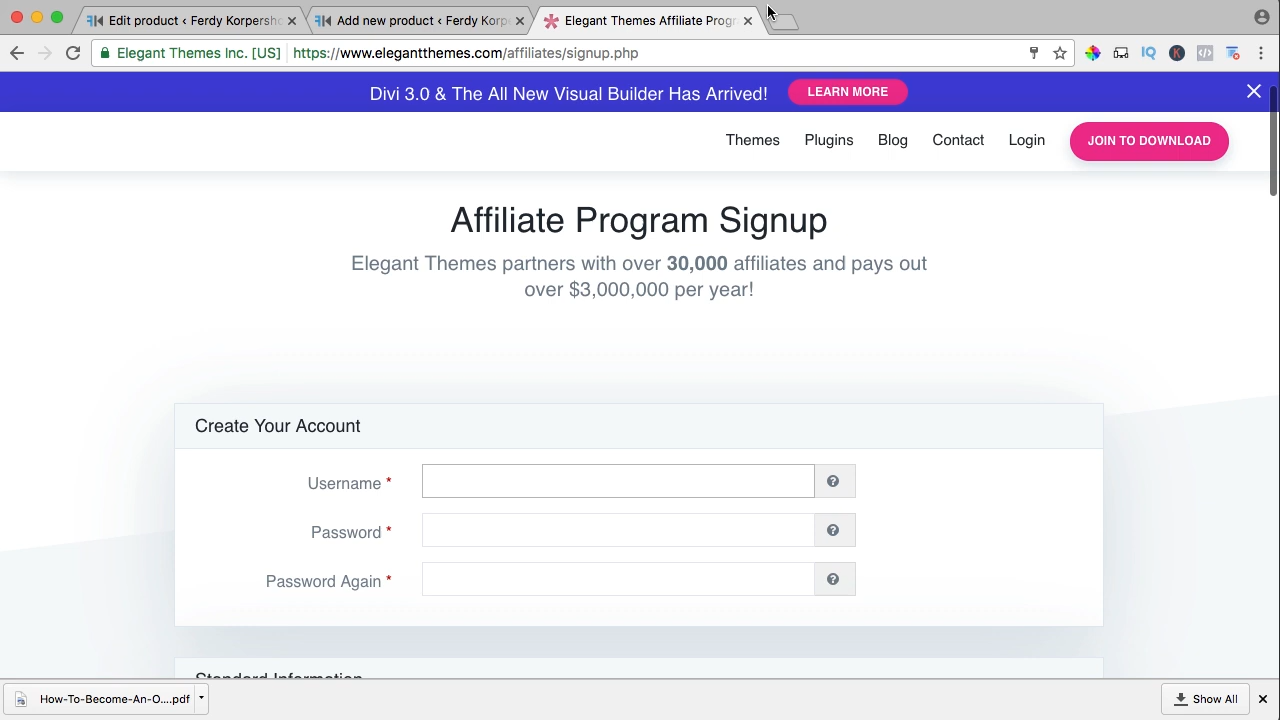 Edit product ‹ Ferdy Korpersho
Add new product ‹ Ferdy Korp
Elegant Themes Affiliate Progr
Elegant Themes Inc. [US]
https://www.elegantthemes.com/affiliates/signup.php
Divi 3.0 & The All New Visual Builder Has Arrived!
LEARN MORE
Themes
Plugins
Blog
Contact
Login
JOIN TO DOWNLOAD
Affiliate Program Signup
Elegant Themes partners with over 30,000 affiliates and pays out
over $3,000,000 per year!
Create Your Account
Username *
Password *
Password Again *
Standard Information
How-To-Become-An-O....pdf
Show All